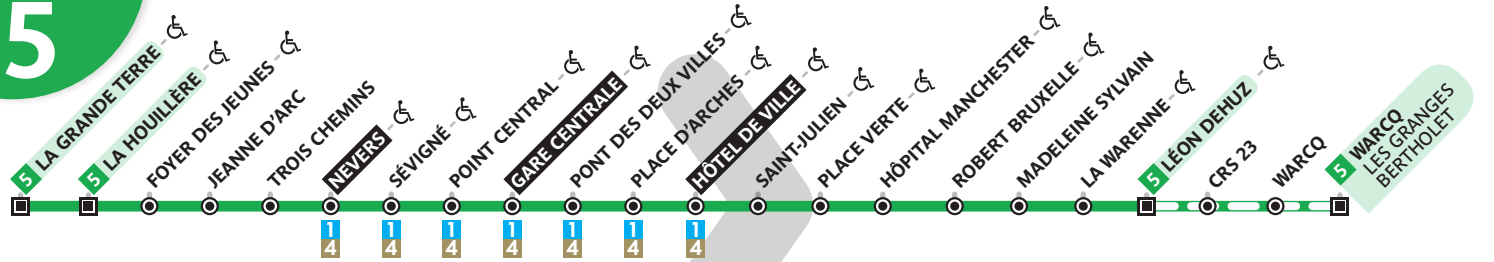 5
5 LA GRANDE TERRE
5 LA HOUILLÈRE
FOYER DES JEUNES
JEANNE D'ARC
TROIS CHEMINS
NEVERS
SÉVIGNÉ
POINT CENTRAL
GARE CENTRALE
PONT DES DEUX VILLES
PLACE D'ARCHES
HÔTEL DE VILLE
SAINT-JULIEN
PLACE VERTE
HÔPITAL MANCHESTER
ROBERT BRUXELLE
MADELEINE SYLVAIN
LA WARENNE
5 LÉON DEHUZ
CRS 23
WARCQ
5 WARCQ
LES GRANGES
BERTHOLET
1 1 1 1 1 1 1
4 4 4 4 4 4 4